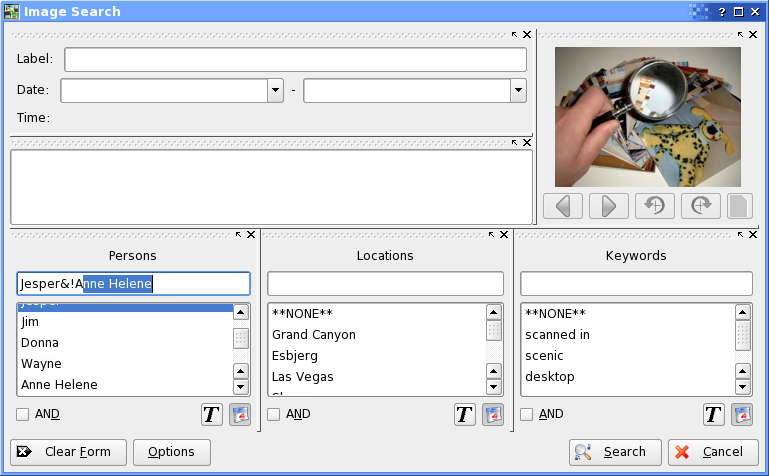 Image Search
Label:
Date: -
Time:
Persons
Jesper&!Anne Helene
Jesper
Jim
Donna
Wayne
Anne Helene
AND
T
Locations
**NONE**
Grand Canyon
Esbjerg
Las Vegas
AND
T
Keywords
**NONE**
scanned in
scenic
desktop
AND
T
Clear Form
Options
Search
Cancel